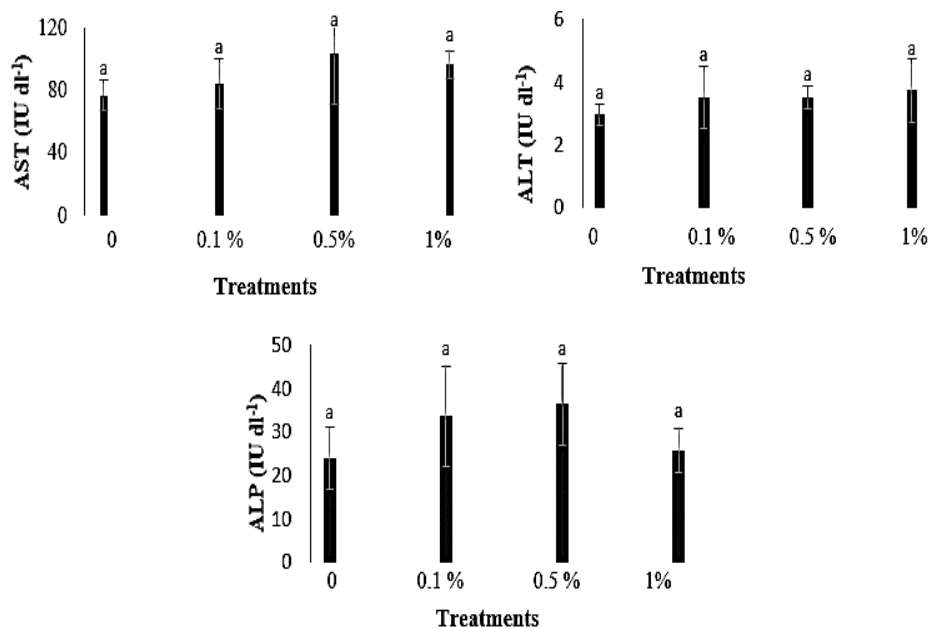 AST (IU dl-1)
120
80
40
0
a
a
a
a
0
0.1 %
0.5%
1%
Treatments
ALT (IU dl-1)
6
4
2
0
a
a
a
a
0
0.1 %
0.5 %
1%
Treatments
ALP (IU dl-1)
50
40
30
20
10
0
a
a
a
a
0
0.1 %
0.5 %
1%
Treatments